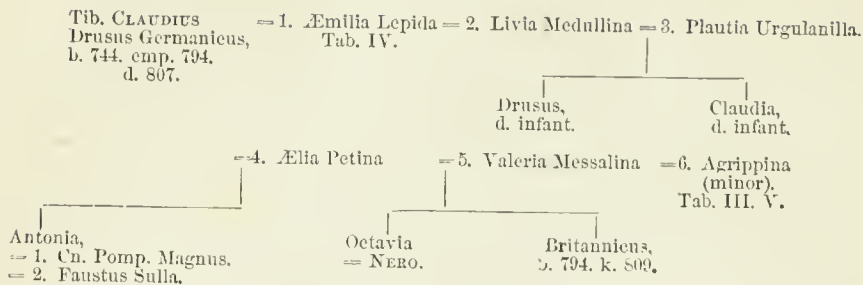 Tib. CLAUDIUS = 1. Æmilia Lepida = 2. Livia Medullina = 3. Plautia Urgulanilla.
Drusus Germanicus, Tab. IV.
b. 744. emp. 794.
d. 807.
Drusus, Claudia,
d. infant. d. infant.
=4. Ælia Petina =5. Valeria Messalina =6. Agrippina
(minor).
Tab. III. V.
Antonia, Octavia Britannicus,
= 1. Cn. Pomp. Magnus. = NERO. b. 794. k. 809.
= 2. Faustus Sulla.